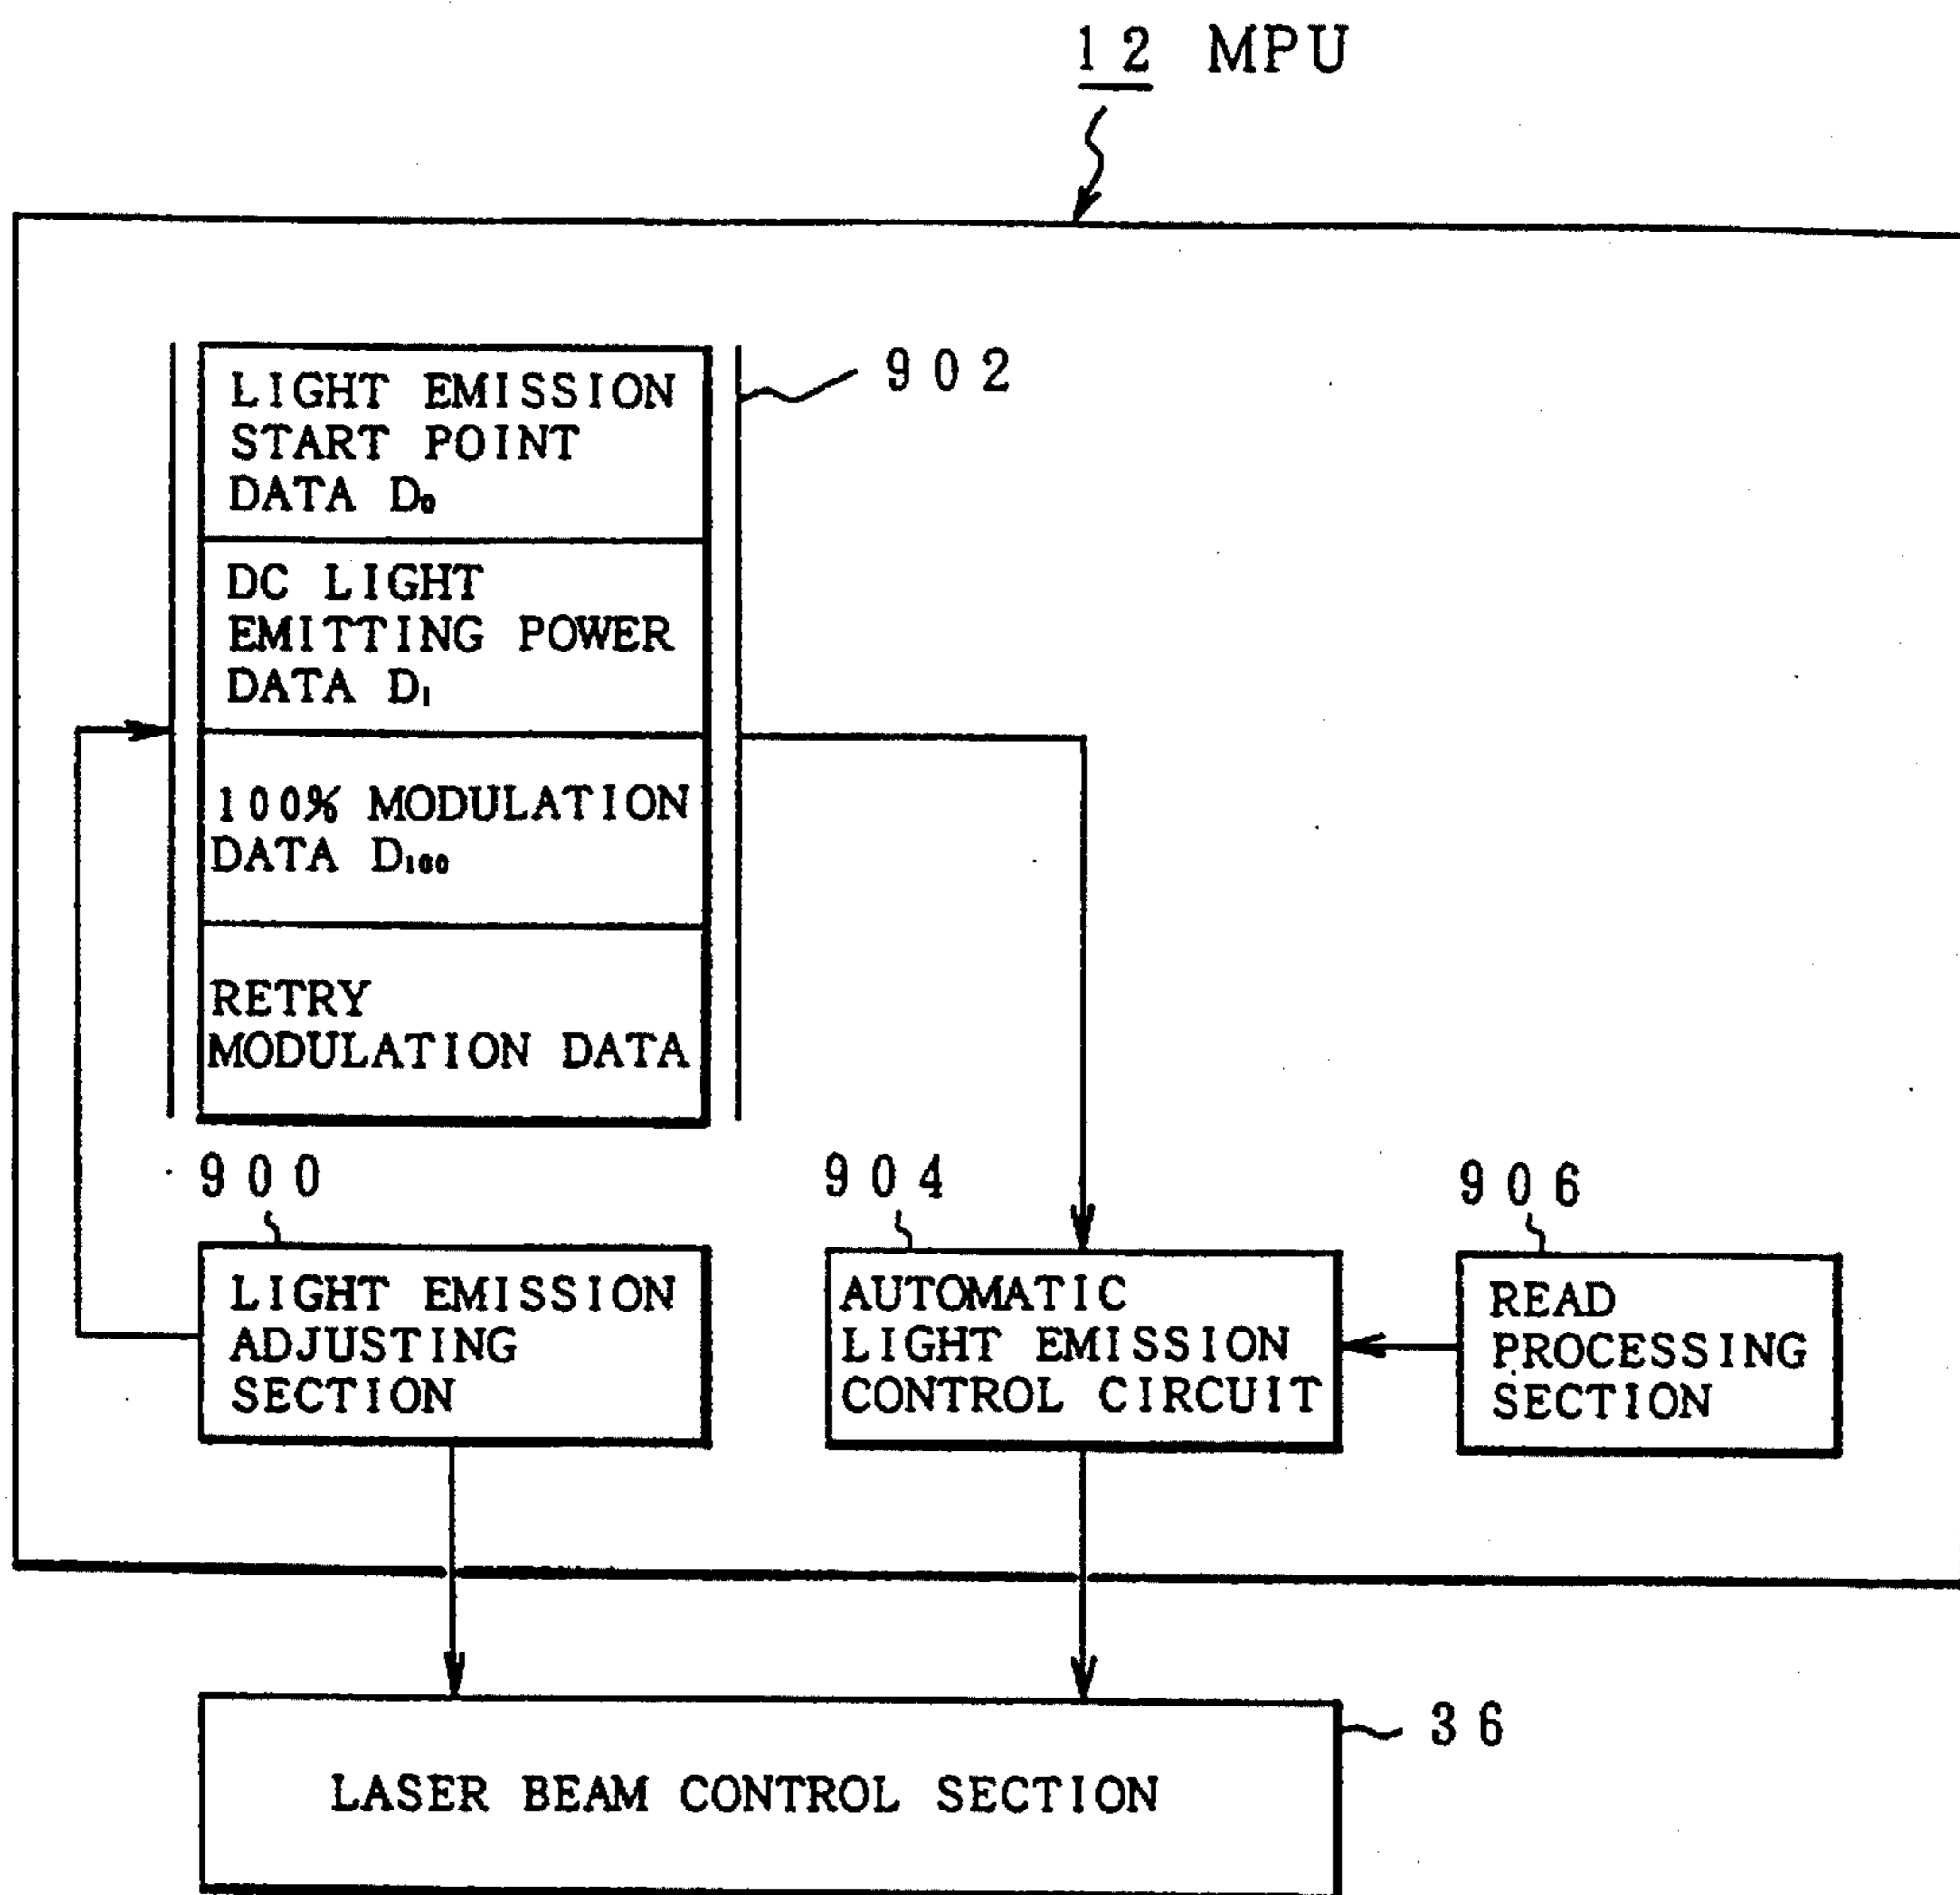 12 MPU
902
LIGHT EMISSION
START POINT
DATA D₀
DC LIGHT
EMITTING POWER
DATA D₁
100% MODULATION
DATA D₁₀₀
RETRY
MODULATION DATA
900
LIGHT EMISSION
ADJUSTING
SECTION
904
AUTOMATIC
LIGHT EMISSION
CONTROL CIRCUIT
906
READ
PROCESSING
SECTION
36
LASER BEAM CONTROL SECTION